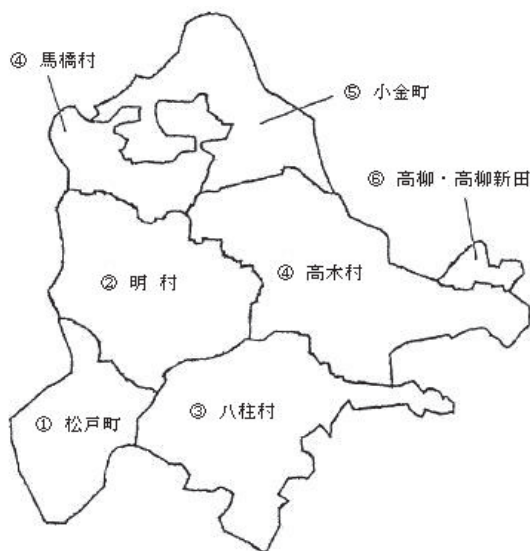 ④ 馬橋村
⑤ 小金町
⑥ 高柳・高柳新田
② 明 村
④ 高木村
① 松戸町
③ 八柱村